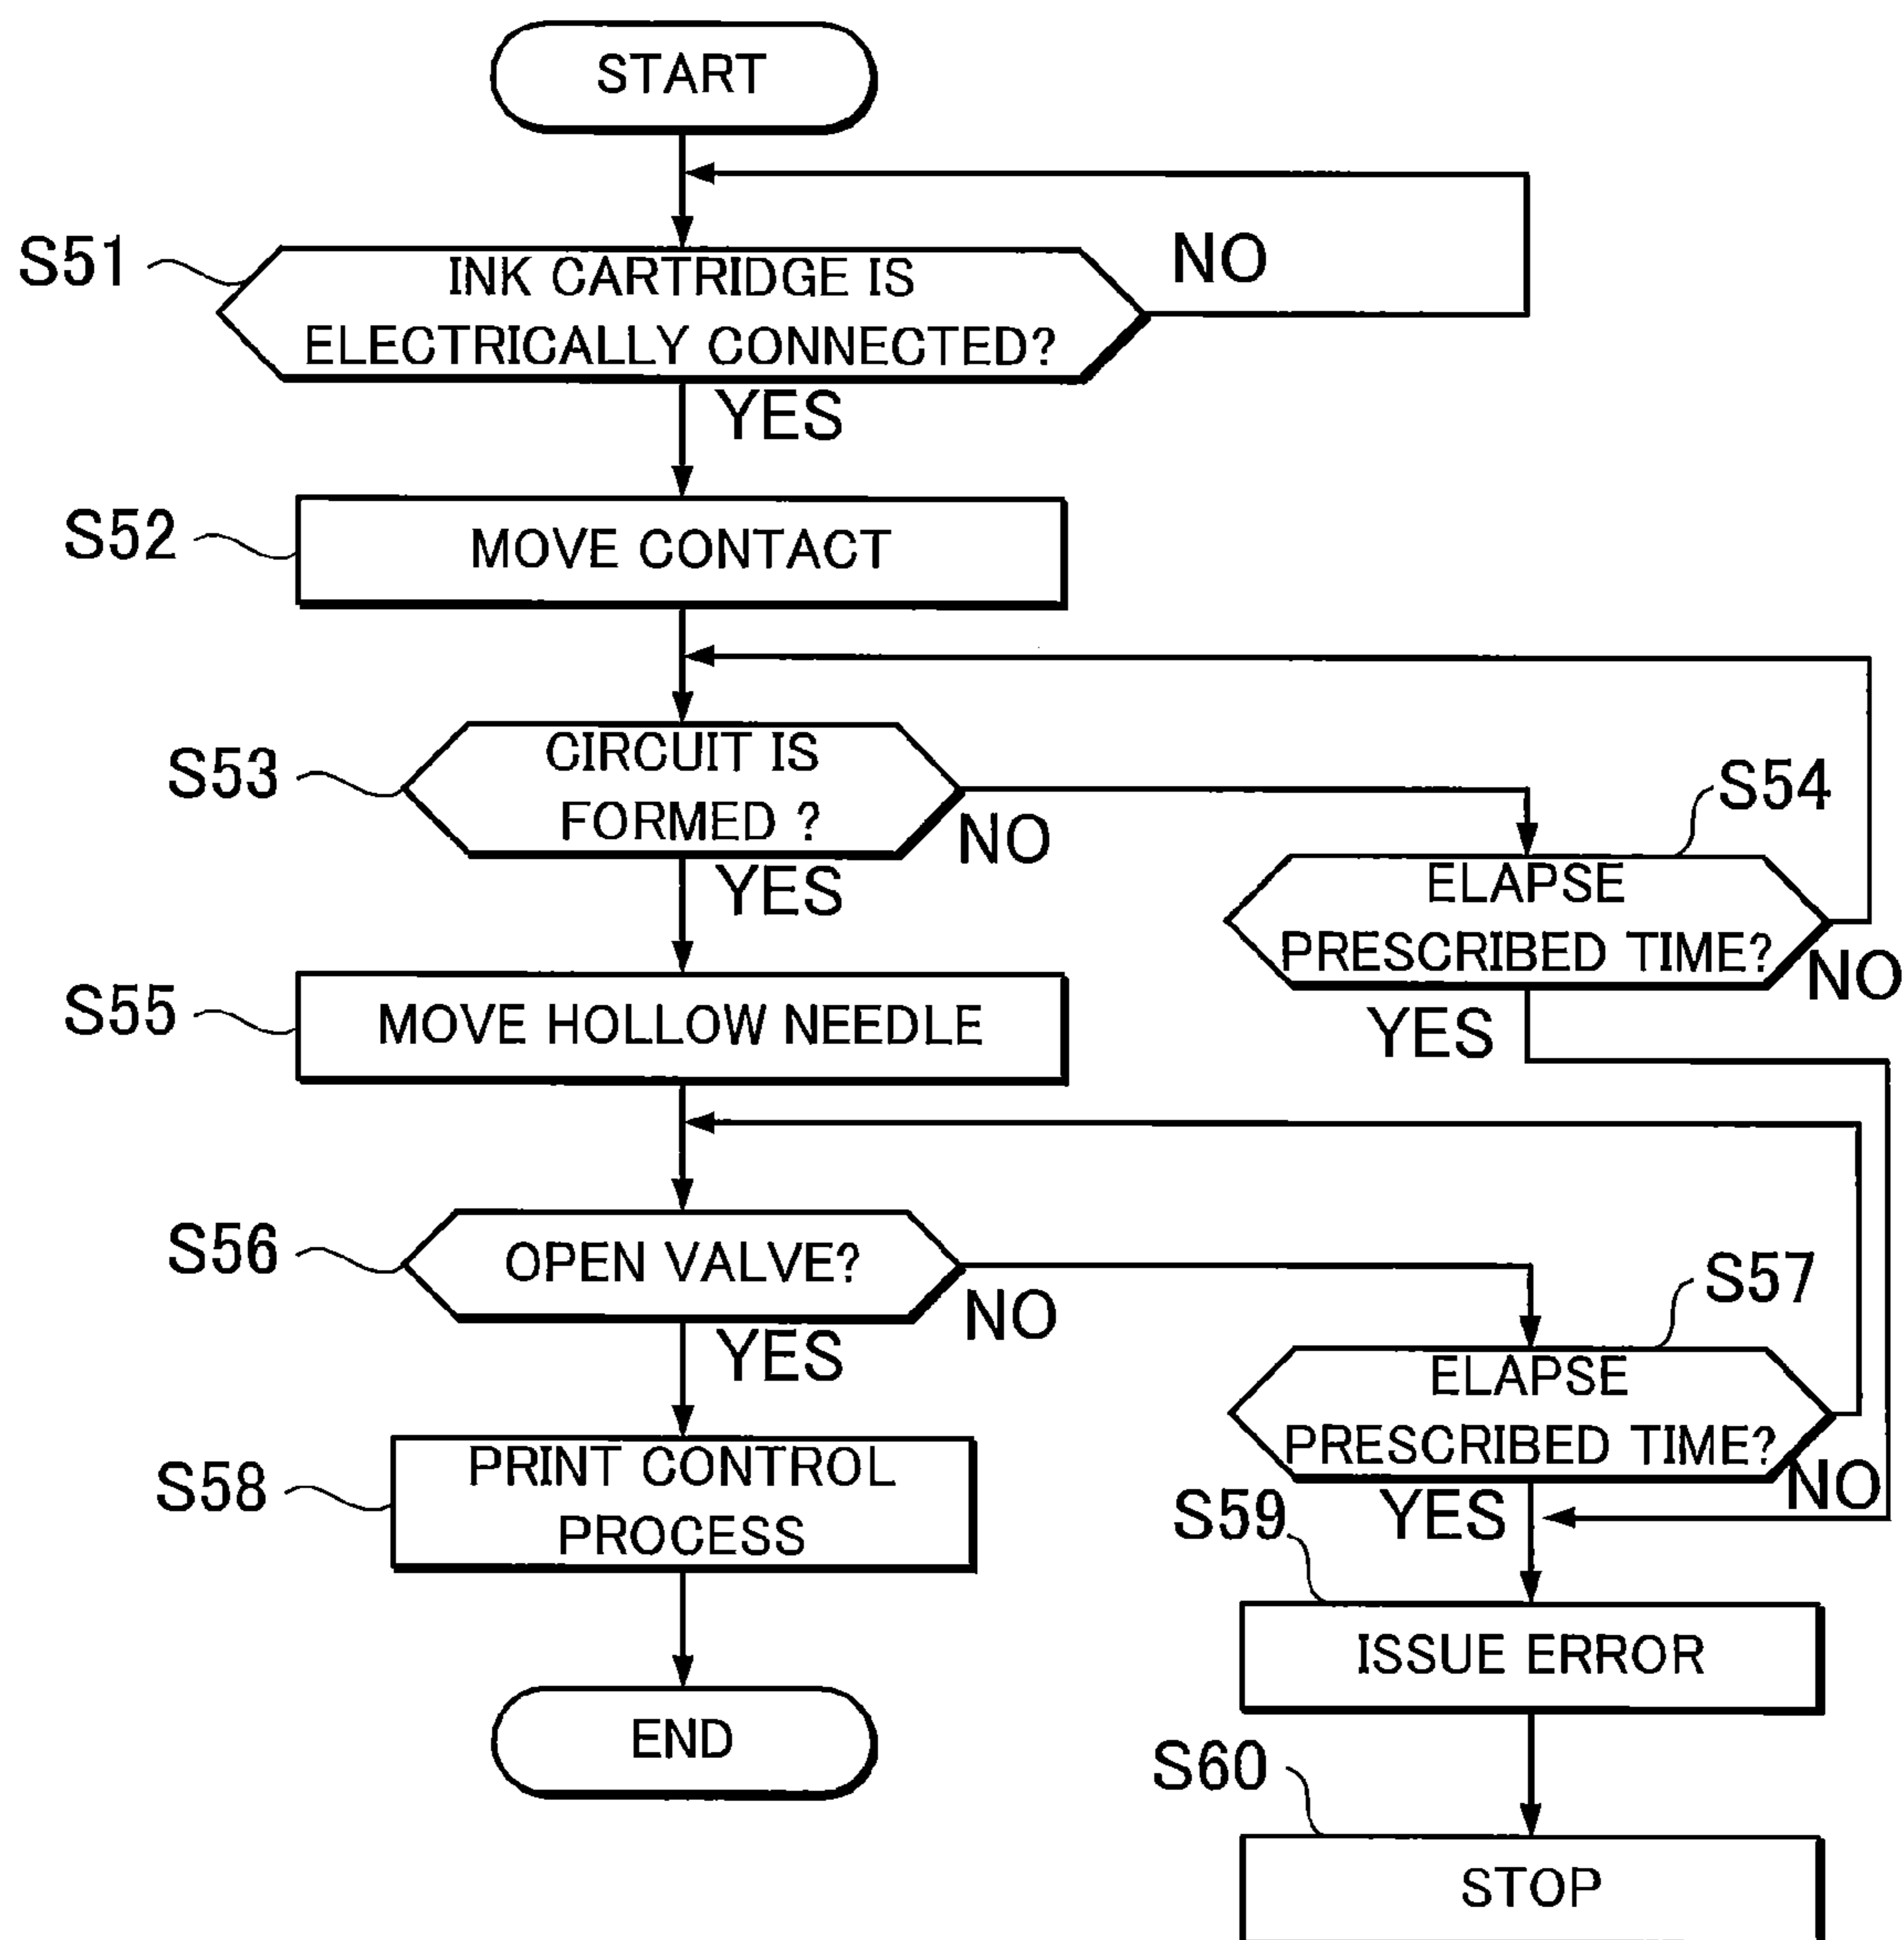 START
S51
INK CARTRIDGE IS
ELECTRICALLY CONNECTED?
NO
YES
S52
MOVE CONTACT
S53
CIRCUIT IS
FORMED ?
NO
YES
S54
ELAPSE
PRESCRIBED TIME?
NO
YES
S55
MOVE HOLLOW NEEDLE
S56
OPEN VALVE?
NO
YES
S57
ELAPSE
PRESCRIBED TIME?
NO
YES
S58
PRINT CONTROL
PROCESS
S59
ISSUE ERROR
END
S60
STOP